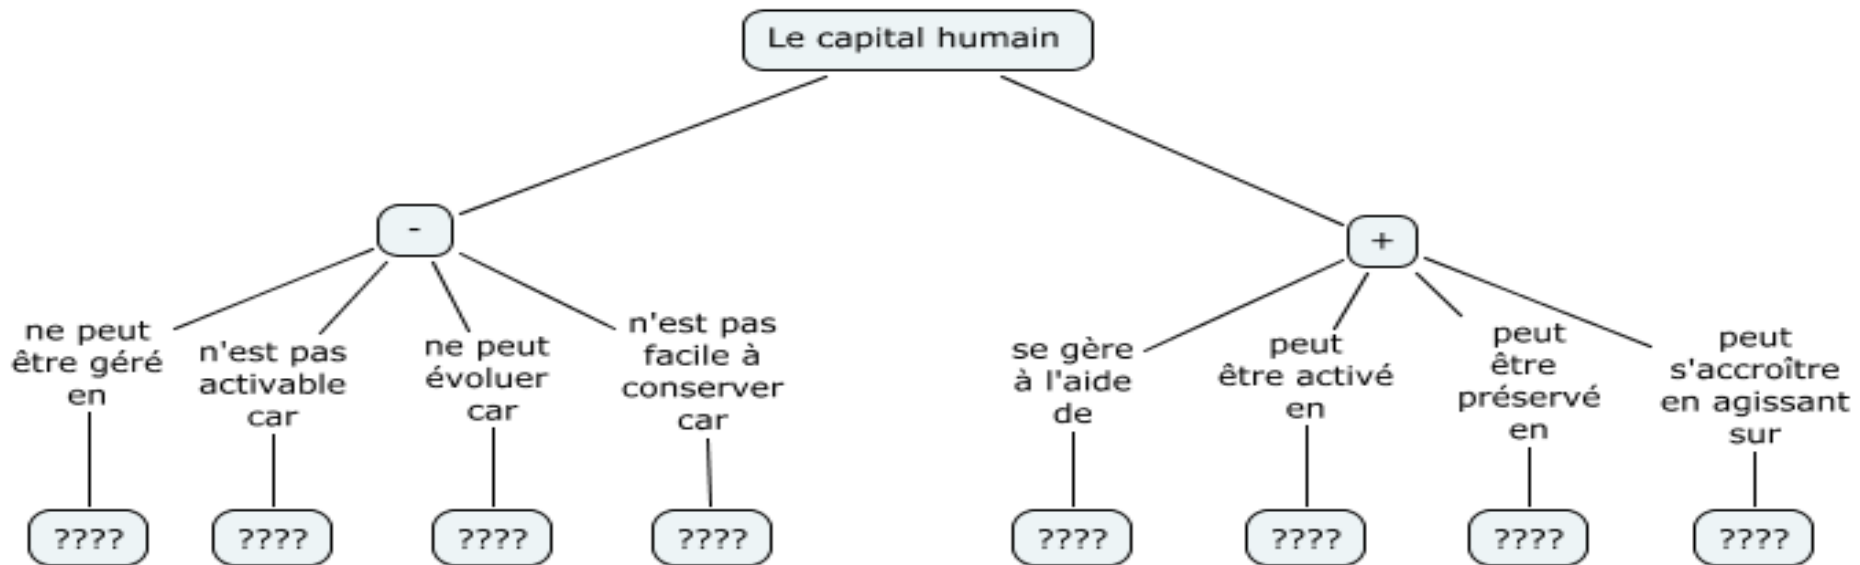 Le capital humain
-
+
ne peut
être géré
en
n'est pas
activable
car
ne peut
évoluer
car
n'est pas
facile à
conserver
car
se gère
à l'aide
de
peut
être activé
en
peut
être
préservé
en
peut
s'accroître
en agissant
sur
????
????
????
????
????
????
????
????